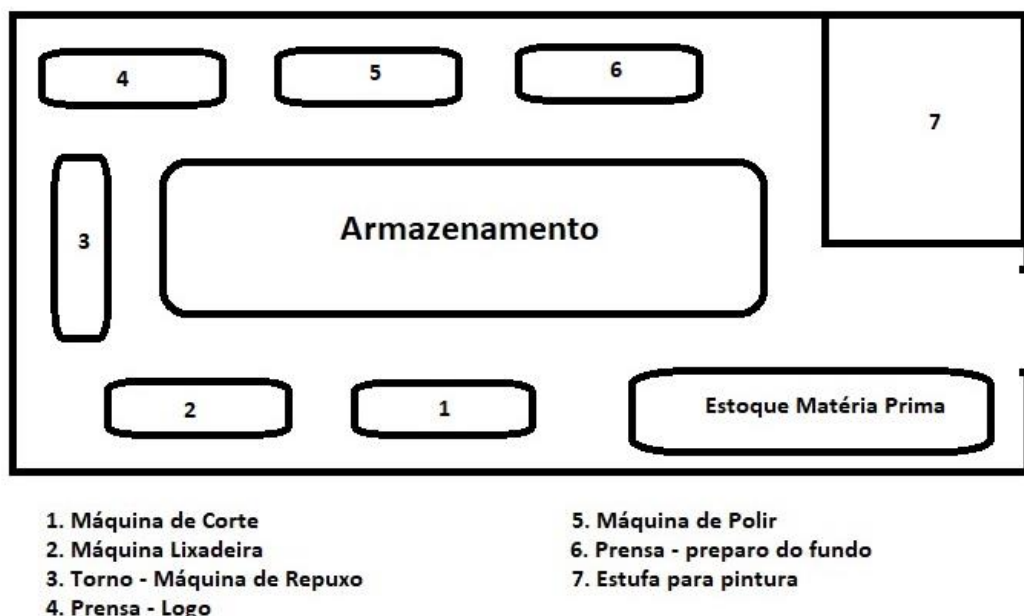 4
5
6
7
Armazenamento
3
2
1
Estoque Matéria Prima
1. Máquina de Corte
2. Máquina Lixadeira
3. Torno - Máquina de Repuxo
4. Prensa - Logo
5. Máquina de Polir
6. Prensa - preparo do fundo
7. Estufa para pintura